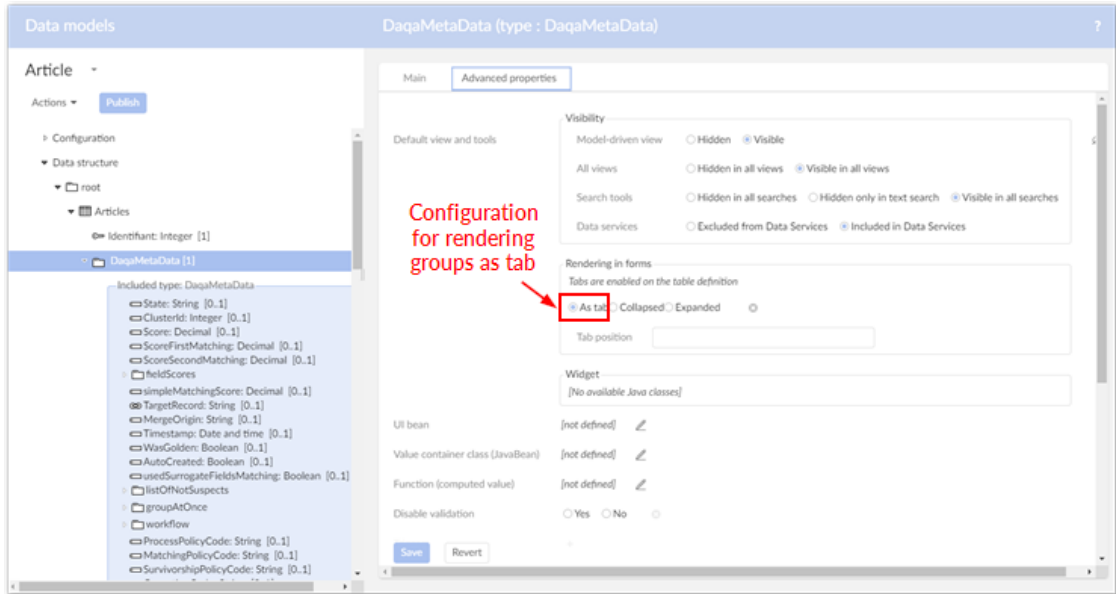 Data models
DaqaMetaData (type : DaqaMetaData)
?
Article
Actions
Publish
Configuration
Data structure
root
Articles
Identifiant: Integer [1]
DaqaMetaData [1]
Included type: DaqaMetaData
State: String [0..1]
ClusterId: Integer [0..1]
Score: Decimal [0..1]
ScoreFirstMatching: Decimal [0..1]
ScoreSecondMatching: Decimal [0..1]
fieldScores
simpleMatchingScore: Decimal [0..1]
TargetRecord: String [0..1]
MergeOrigin: String [0..1]
Timestamp: Date and time [0..1]
WasGolden: Boolean [0..1]
AutoCreated: Boolean [0..1]
usedSurrogateFieldsMatching: Boolean [0..1]
listOfNotSuspects
groupAtOnce
workflow
ProcessPolicyCode: String [0..1]
MatchingPolicyCode: String [0..1]
SurvivorshipPolicyCode: String [0..1]
Main
Advanced properties
Default view and tools
Visibility
Model-driven view Hidden Visible
All views Hidden in all views Visible in all views
Search tools Hidden in all searches Hidden only in text search Visible in all searches
Data services Excluded from Data Services Included in Data Services
Configuration
for rendering
groups as tab
Rendering in forms
Tabs are enabled on the table definition
As tab Collapsed Expanded
Tab position
Widget
[No available Java classes]
UI bean [not defined]
Value container class (JavaBean) [not defined]
Function (computed value) [not defined]
Disable validation Yes No
Save Revert